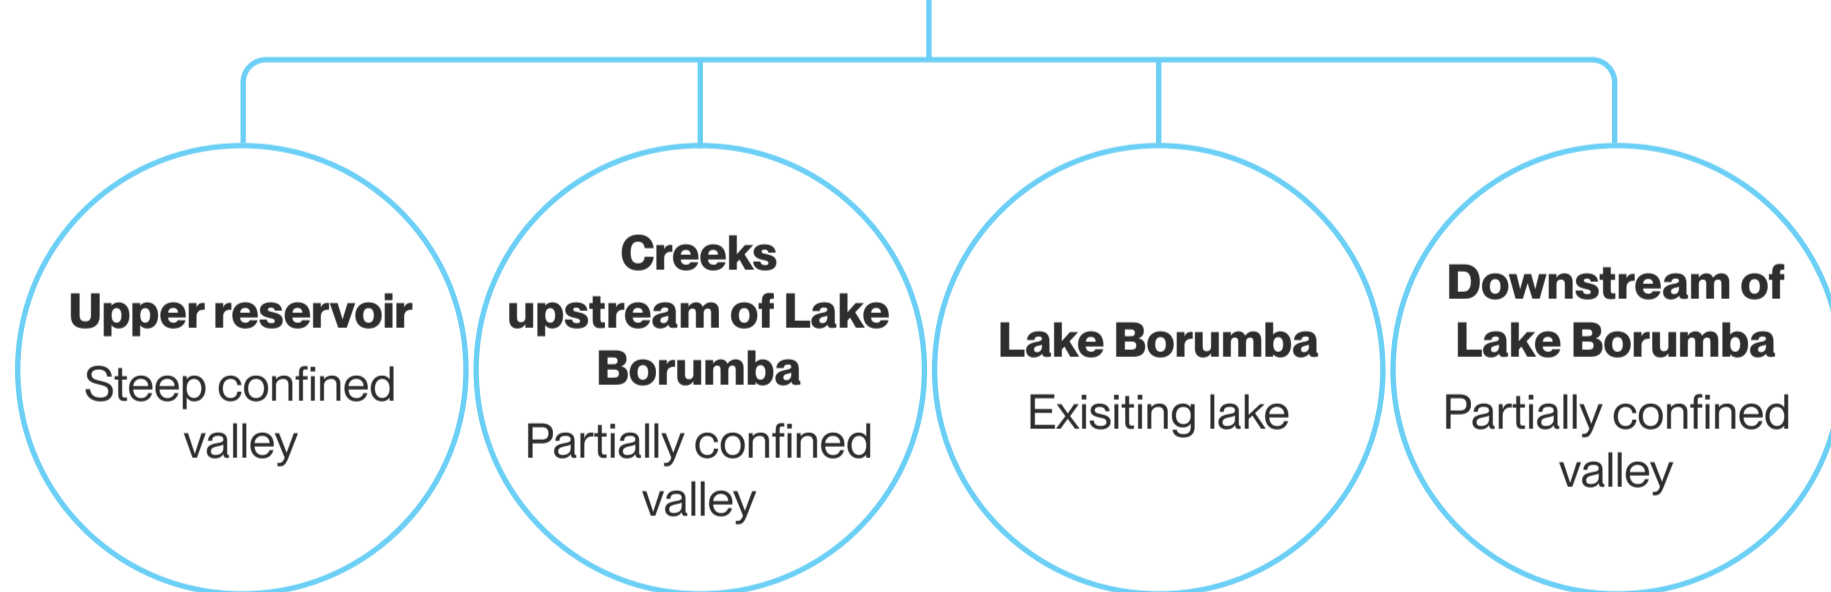 Upper reservoir
Steep confined
valley
Creeks
upstream of Lake
Borumba
Partially confined
valley
Lake Borumba
Exisiting lake
Downstream of
Lake Borumba
Partially confined
valley